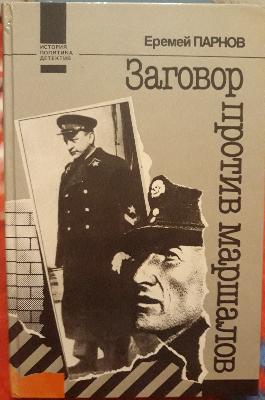 ИСТОРИЯ
ПОЛИТИКА
ДЕТЕКТИВ
Еремей ПАРНОВ
Заговор
против маршалов